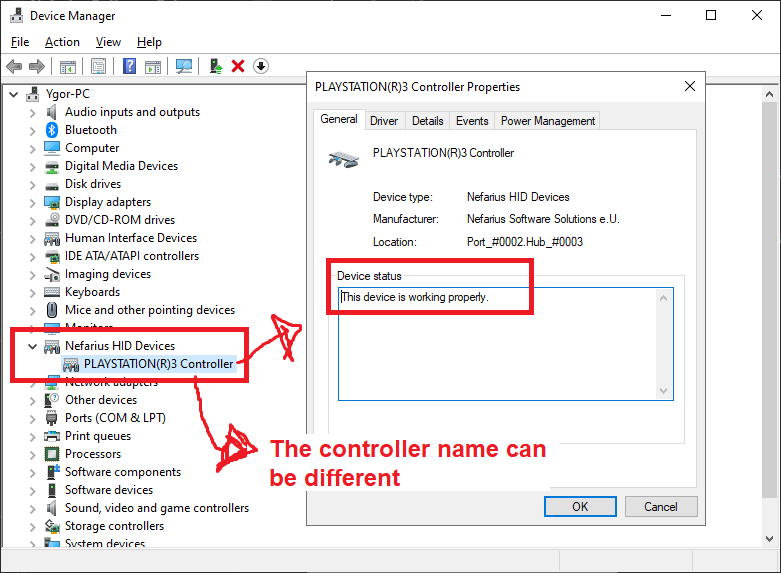 Device Manager
File Action View Help
Ygor-PC
Audio inputs and outputs
Bluetooth
Computer
Digital Media Devices
Disk drives
Display adapters
DVD/CD-ROM drives
Human Interface Devices
IDE ATA/ATAPI controllers
Imaging devices
Keyboards
Mice and other pointing devices
Monitors
Nefarius HID Devices
PLAYSTATION(R)3 Controller
Network adapters
Other devices
Ports (COM & LPT)
Print queues
Processors
Software components
Software devices
Sound, video and game controllers
Storage controllers
System devices
PLAYSTATION(R)3 Controller Properties
General Driver Details Events Power Management
PLAYSTATION(R)3 Controller
Device type: Nefarius HID Devices
Manufacturer: Nefarius Software Solutions e.U.
Location: Port_#0002.Hub_#0003
Device status
This device is working properly.
OK Cancel
The controller name can
be different